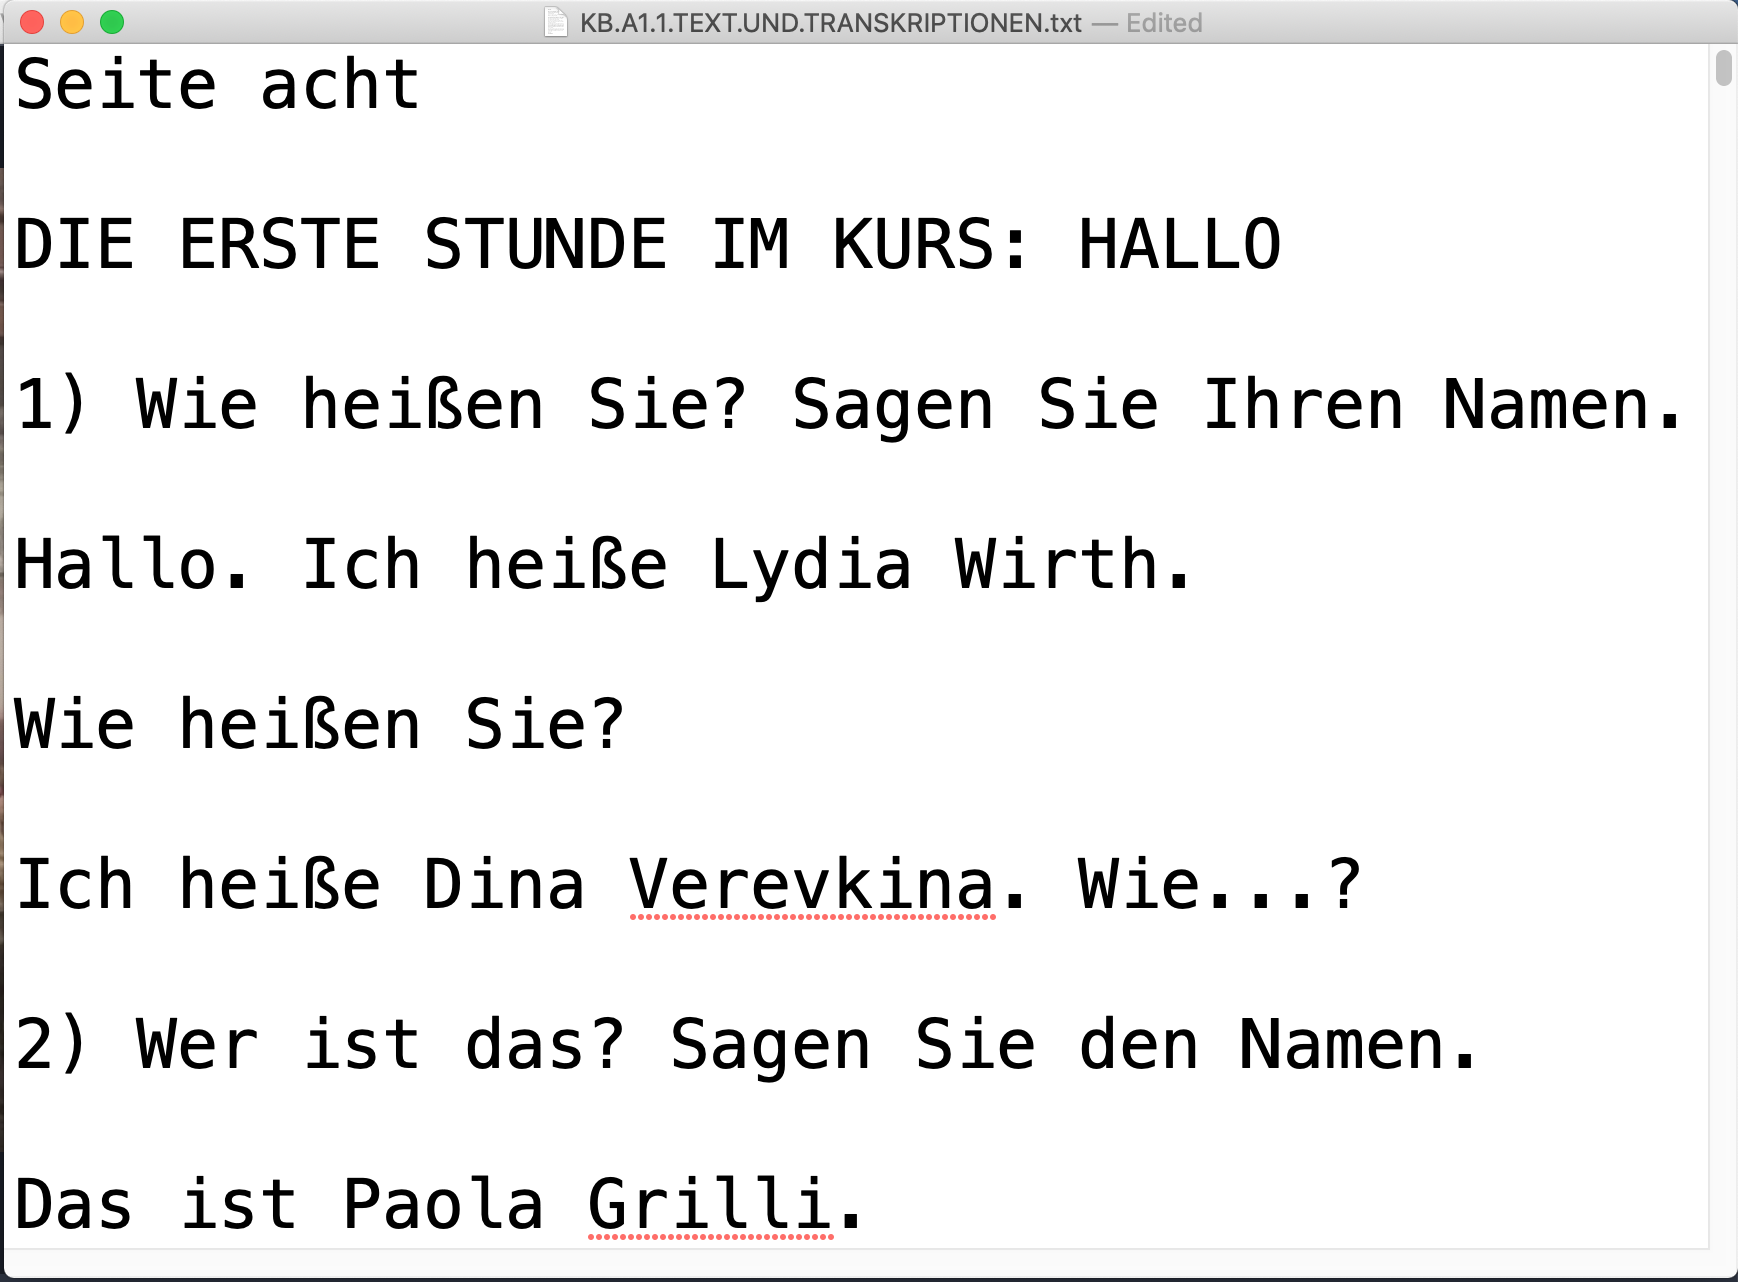 KB.A1.1.TEXT.UND.TRANSKRIPTIONEN.txt — Edited
Seite acht
DIE ERSTE STUNDE IM KURS: HALLO
1) Wie heißen Sie? Sagen Sie Ihren Namen.
Hallo. Ich heiße Lydia Wirth.
Wie heißen Sie?
Ich heiße Dina Verevkina. Wie...?
2) Wer ist das? Sagen Sie den Namen.
Das ist Paola Grilli.